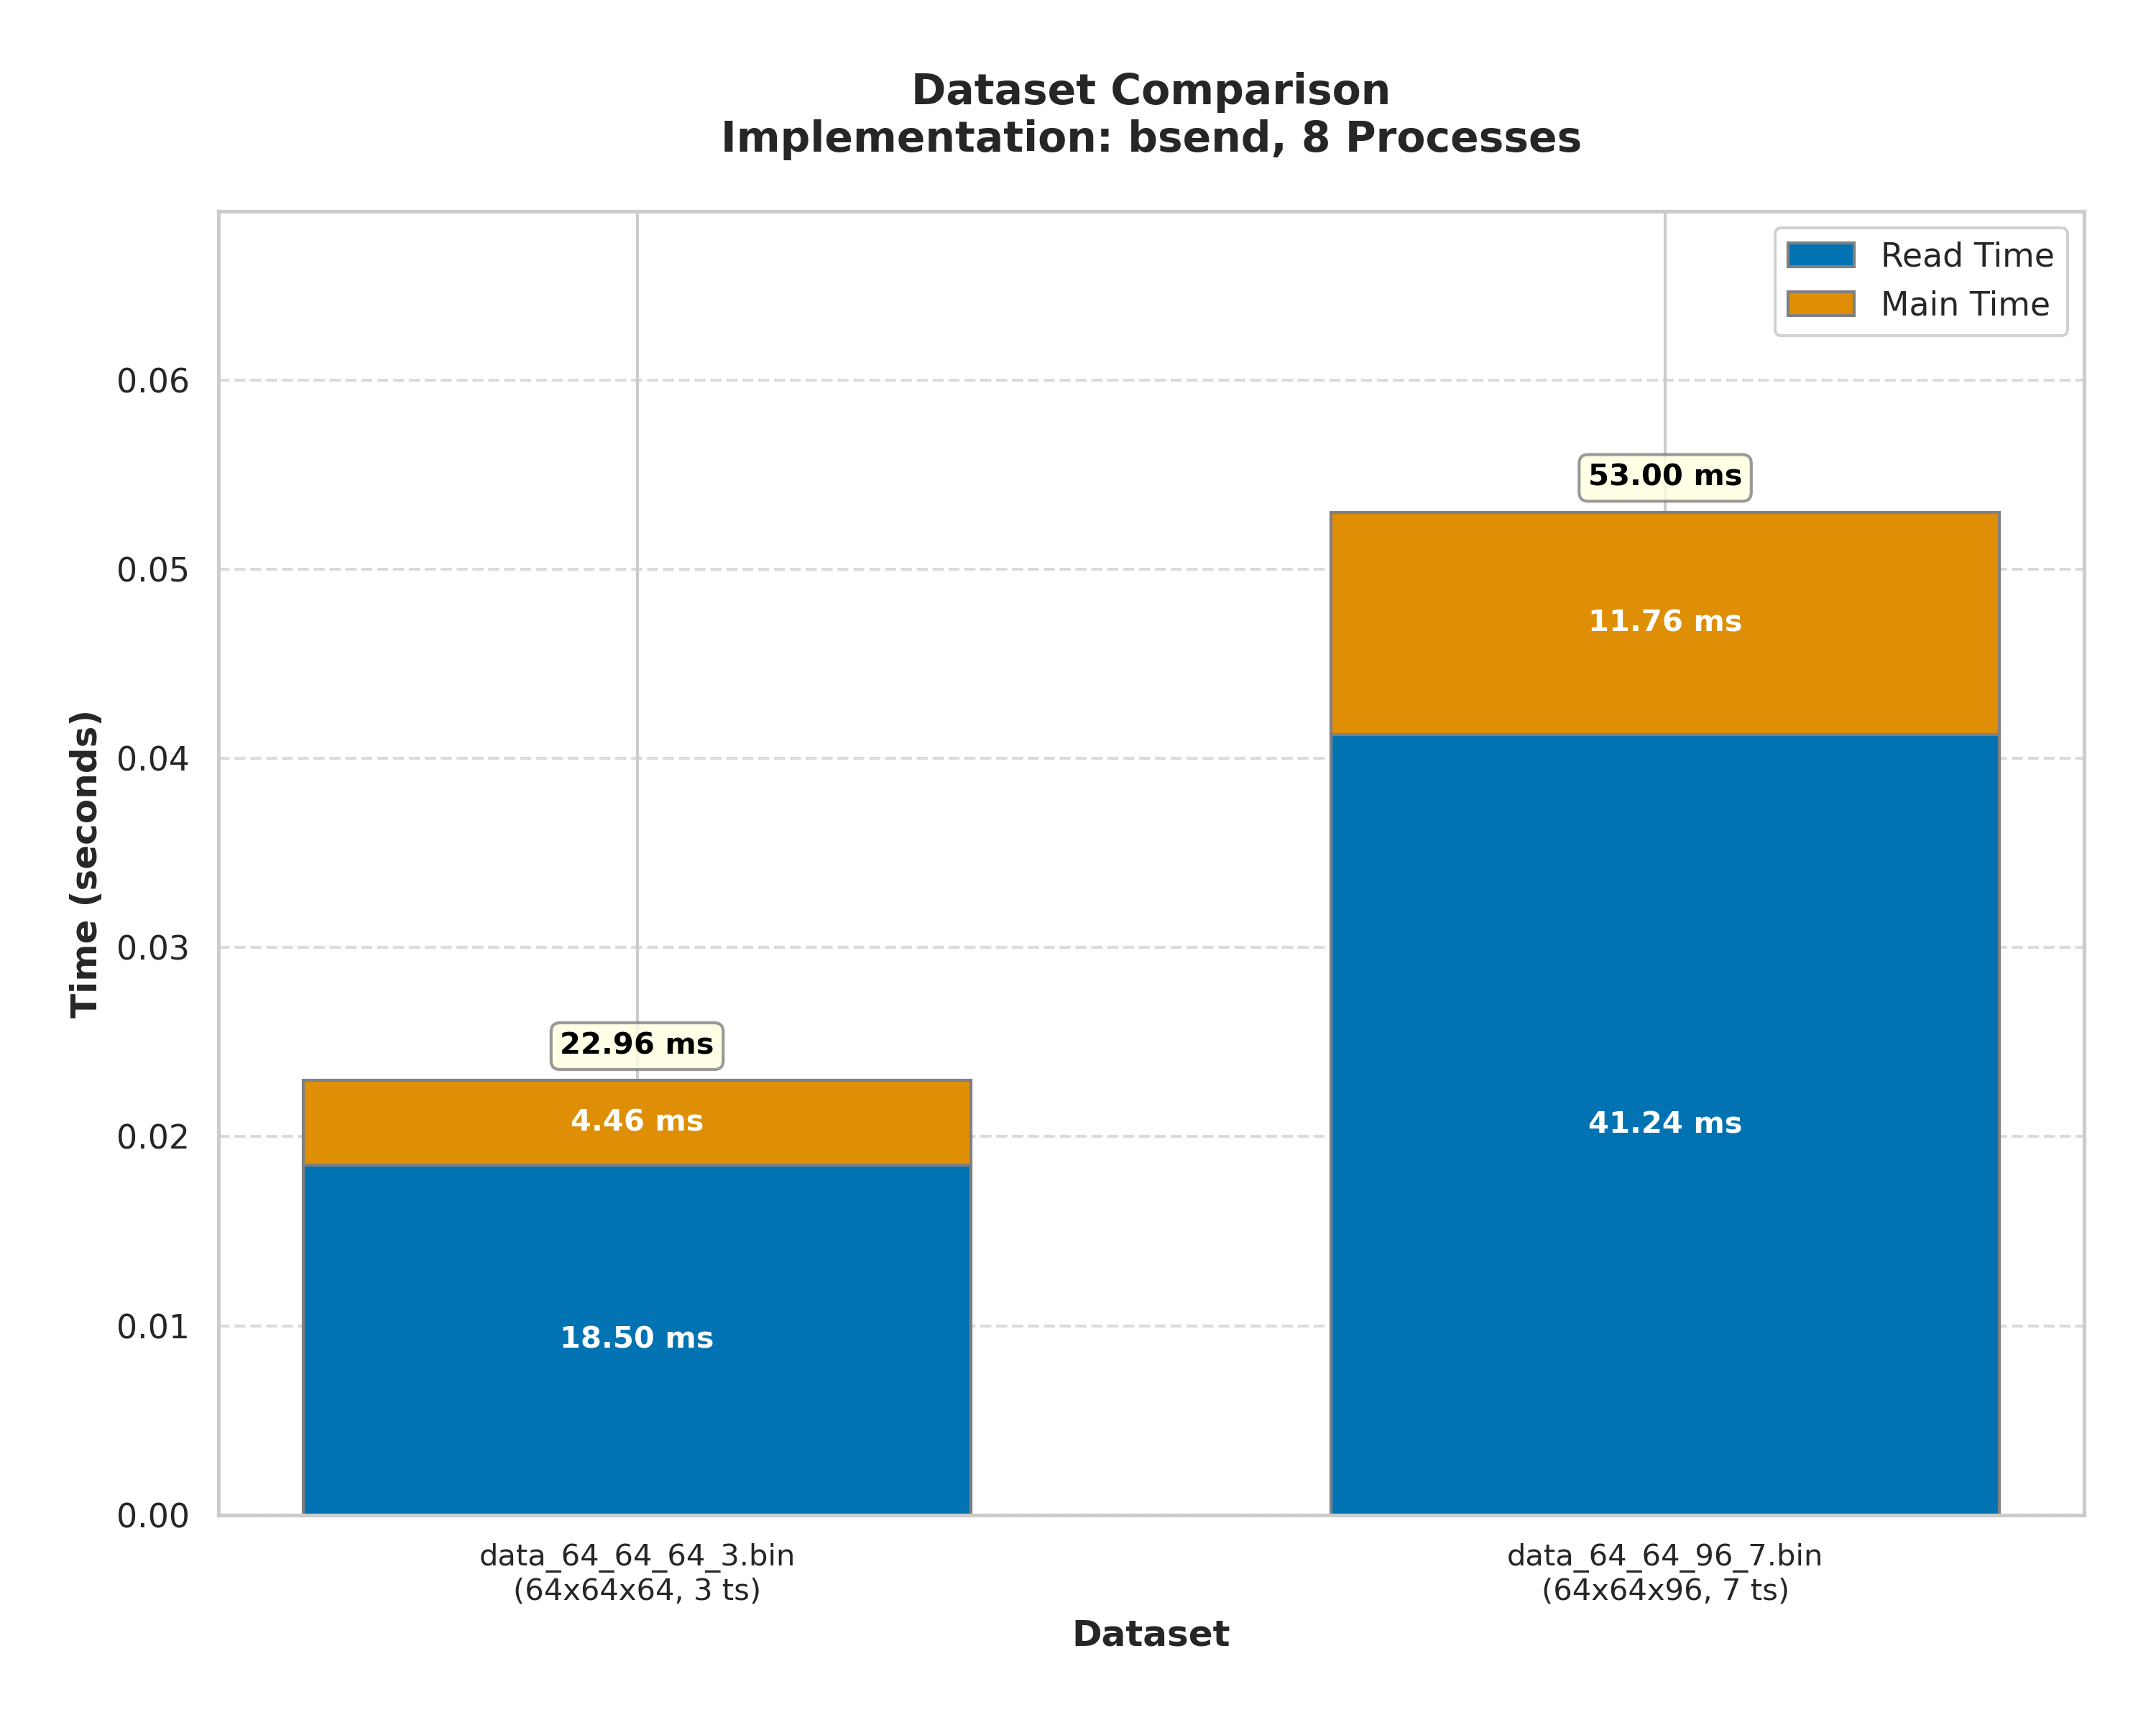 Dataset Comparison
Implementation: bsend, 8 Processes
Read Time
Main Time
Time (seconds)
0.06
0.05
0.04
0.03
0.02
0.01
0.00
53.00 ms
11.76 ms
41.24 ms
22.96 ms
4.46 ms
18.50 ms
data_64_64_64_3.bin
(64x64x64, 3 ts)
data_64_64_96_7.bin
(64x64x96, 7 ts)
Dataset